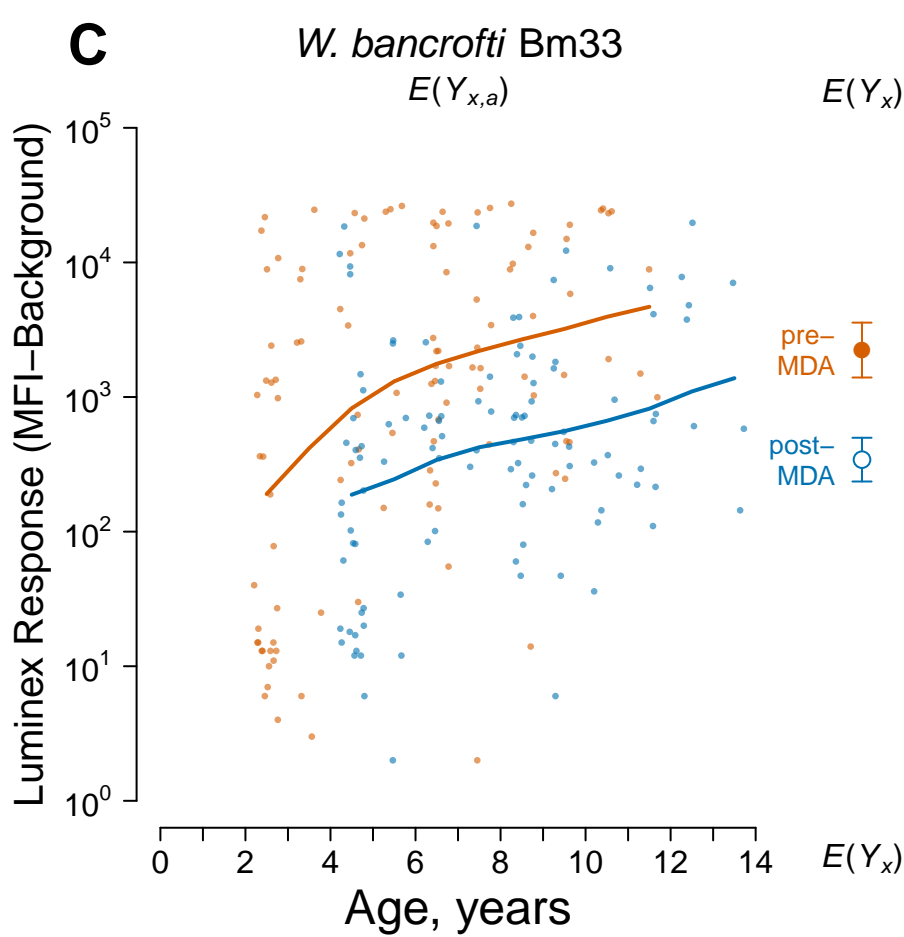 C
W. bancrofti Bm33
E(Yx,a)
E(Yx)
Luminex Response (MFI−Background)
10^5
10^4
10^3
10^2
10^1
10^0
pre−
MDA
post−
MDA
0 2 4 6 8 10 12 14
E(Yx)
Age, years